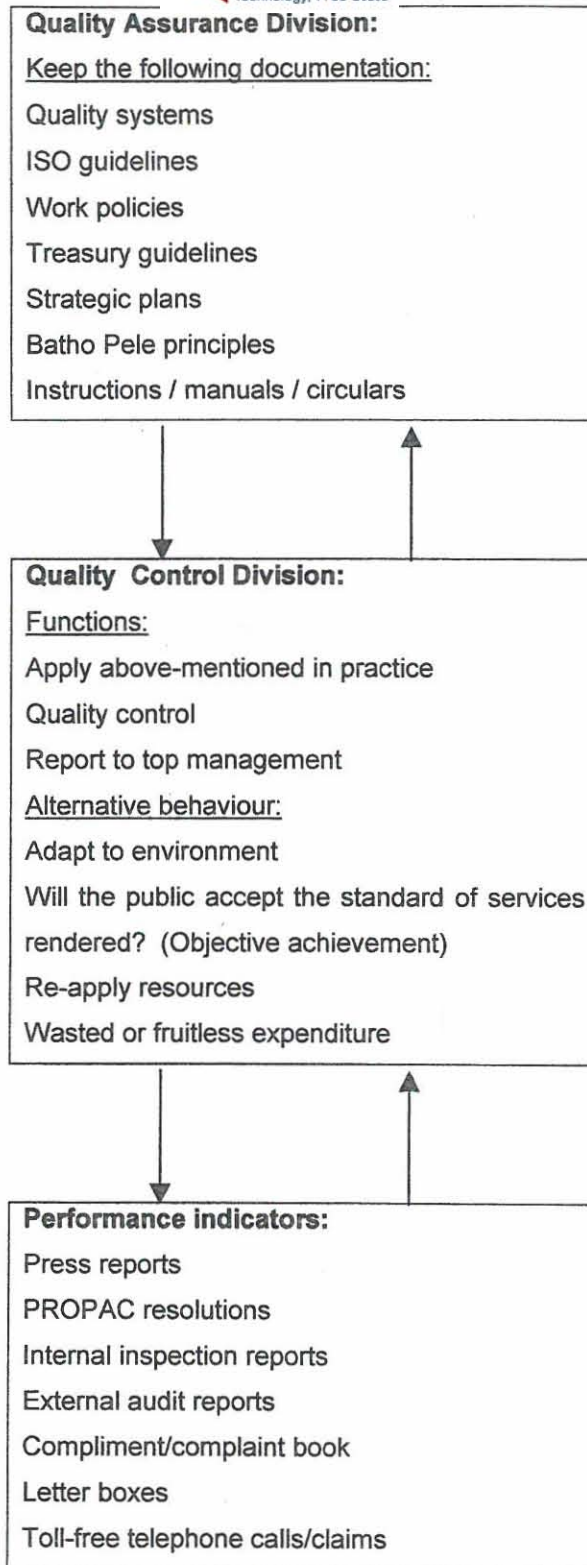 Technology, Free State
Quality Assurance Division:
Keep the following documentation:
Quality systems
ISO guidelines
Work policies
Treasury guidelines
Strategic plans
Batho Pele principles
Instructions / manuals / circulars
Quality Control Division:
Functions:
Apply above-mentioned in practice
Quality control
Report to top management
Alternative behaviour:
Adapt to environment
Will the public accept the standard of services
rendered? (Objective achievement)
Re-apply resources
Wasted or fruitless expenditure
Performance indicators:
Press reports
PROPAC resolutions
Internal inspection reports
External audit reports
Compliment/complaint book
Letter boxes
Toll-free telephone calls/claims